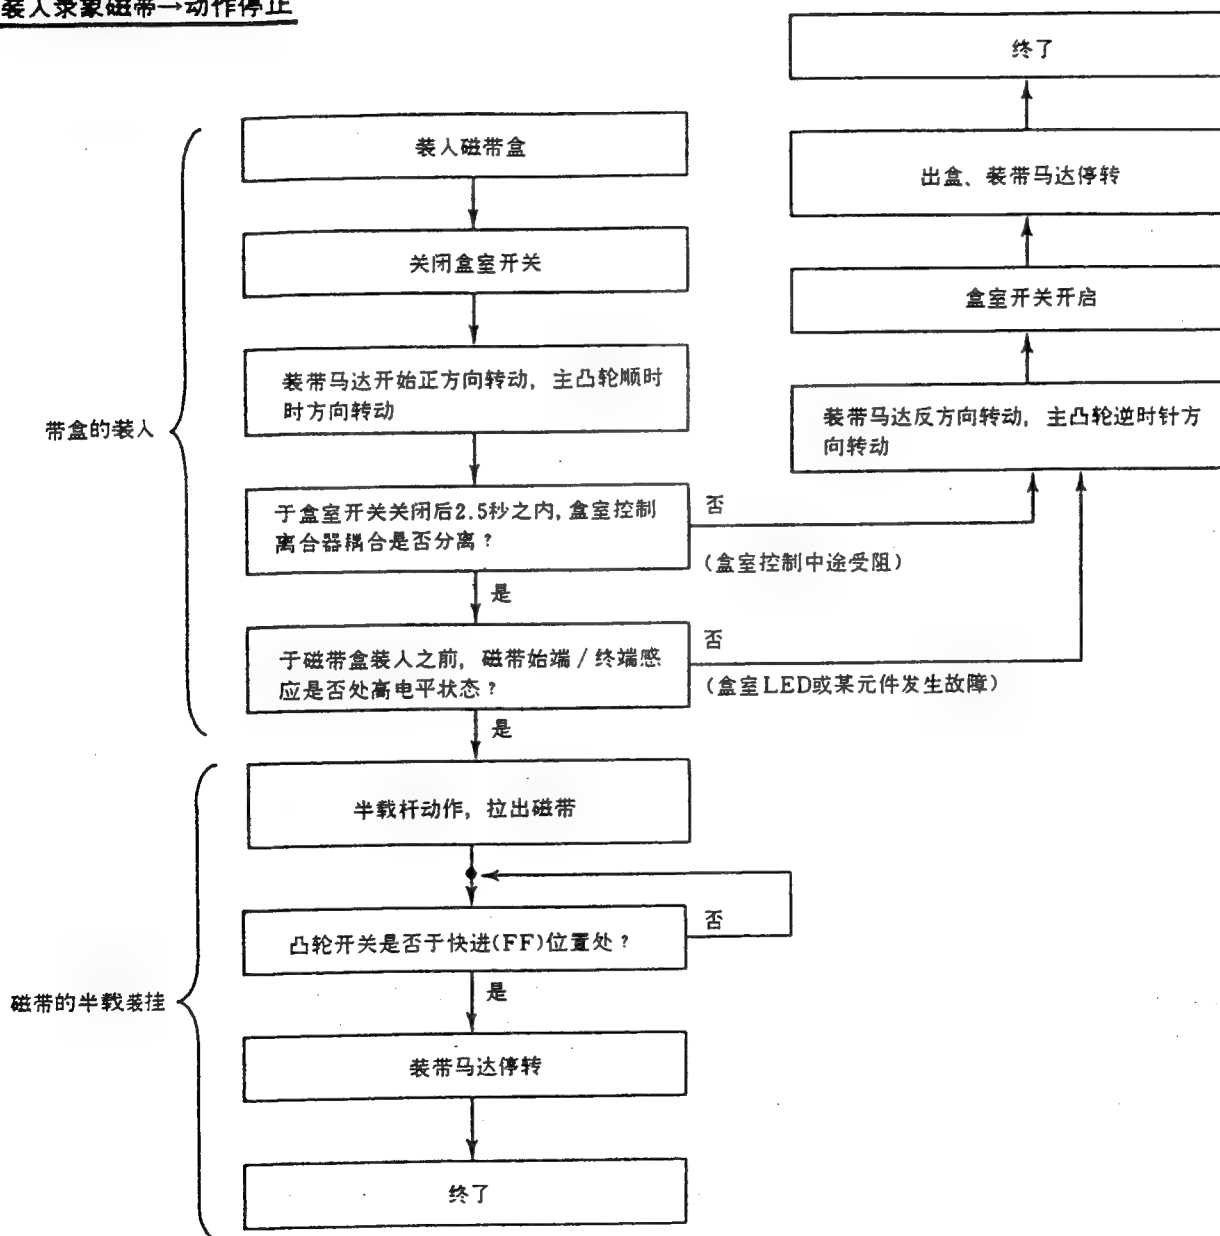 装入录象磁带→动作停止
装人磁带盒
关闭盒室开关
装带马达开始正方向转动，主凸轮顺时
时方向转动
带盒的装入
于盒室开关关闭后2.5秒之内，盒室控制
离合器耦合是否分离？
否
(盒室控制中途受阻)
是
于磁带盒装人之前，磁带始端/终端感
应是否处高电平状态？
否
(盒室LED或某元件发生故障)
是
半载杆动作，拉出磁带
凸轮开关是否于快进(FF)位置处？
否
是
磁带的半载装挂
装带马达停转
终了
终了
出盒、装带马达停转
盒室开关开启
装带马达反方向转动，主凸轮逆时针方
向转动